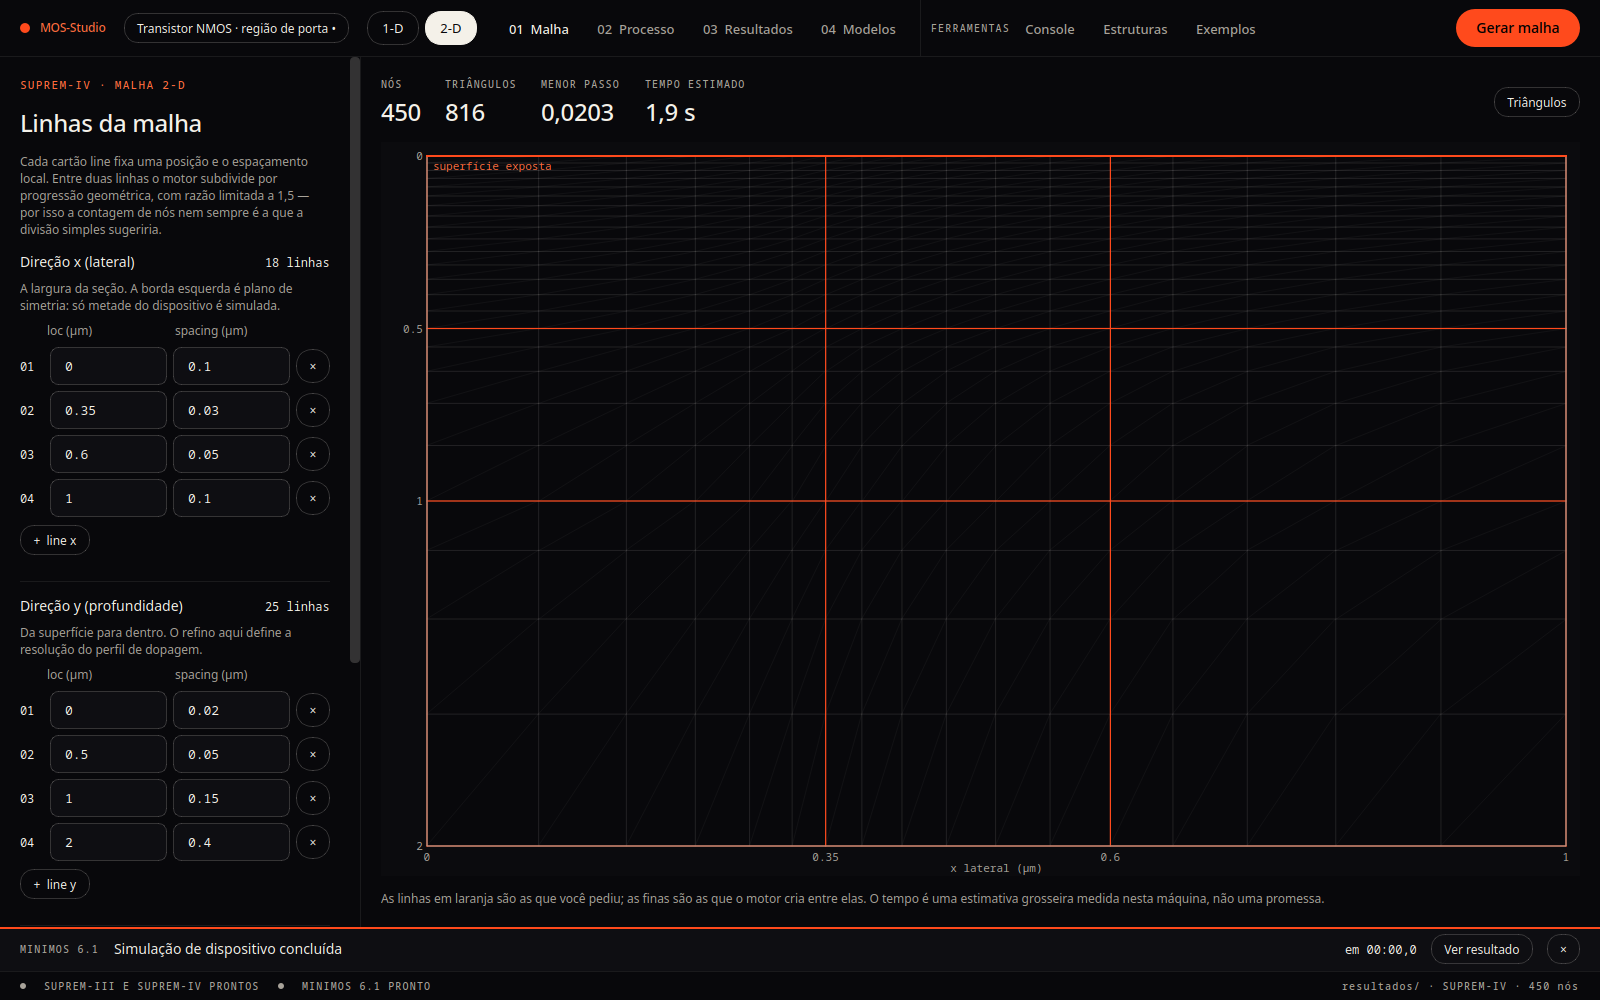 MOS-Studio
Transistor NMOS · região de porta •
1-D
2-D
01 Malha
02 Processo
03 Resultados
04 Modelos
FERRAMENTAS
Console
Estruturas
Exemplos
Gerar malha
SUPREM-IV · MALHA 2-D
Linhas da malha
Cada cartão line fixa uma posição e o espaçamento
local. Entre duas linhas o motor subdivide por
progressão geométrica, com razão limitada a 1,5 —
por isso a contagem de nós nem sempre é a que a
divisão simples sugeriria.
Direção x (lateral)
18 linhas
A largura da seção. A borda esquerda é plano de
simetria: só metade do dispositivo é simulada.
loc (µm)
spacing (µm)
01 0 0.1 ×
02 0.35 0.03 ×
03 0.6 0.05 ×
04 1 0.1 ×
+ line x
Direção y (profundidade)
25 linhas
Da superfície para dentro. O refino aqui define a
resolução do perfil de dopagem.
loc (µm)
spacing (µm)
01 0 0.02 ×
02 0.5 0.05 ×
03 1 0.15 ×
04 2 0.4 ×
+ line y
NÓS
450
TRIÂNGULOS
816
MENOR PASSO
0,0203
TEMPO ESTIMADO
1,9 s
Triângulos
superfície exposta
0
0.5
1
2
0
0.35
0.6
1
x lateral (µm)
As linhas em laranja são as que você pediu; as finas são as que o motor cria entre elas. O tempo é uma estimativa grosseira medida nesta máquina, não uma promessa.
MINIMOS 6.1
Simulação de dispositivo concluída
em 00:00,0
Ver resultado
×
SUPREM-III E SUPREM-IV PRONTOS
MINIMOS 6.1 PRONTO
resultados/ · SUPREM-IV · 450 nós